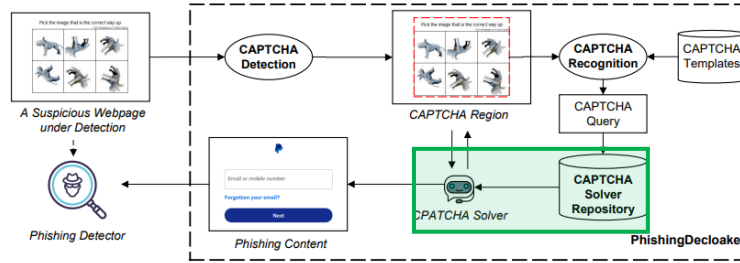 Pick the image that is the correct way up
A Suspicious Webpage
under Detection
CAPTCHA
Detection
Pick the image that is the correct way up
CAPTCHA Region
CAPTCHA
Recognition
CAPTCHA
Templates
CAPTCHA
Query
CAPTCHA
Solver
Repository
CPATCHA Solver
Email or mobile number
Forgotten your email?
Next
Phishing Content
Phishing Detector
PhishingDecloake